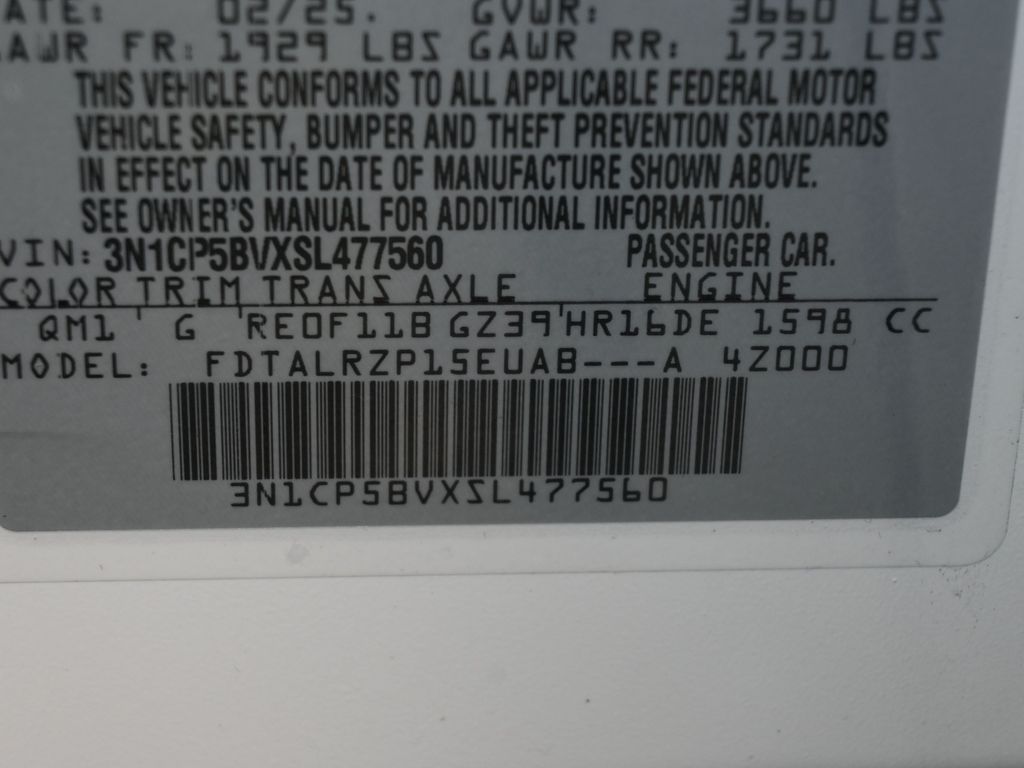 ATE: 02/25. GVWR: 3660 LBS
AWR FR: 1929 LBS GAWR RR: 1731 LBS
THIS VEHICLE CONFORMS TO ALL APPLICABLE FEDERAL MOTOR
VEHICLE SAFETY, BUMPER AND THEFT PREVENTION STANDARDS
IN EFFECT ON THE DATE OF MANUFACTURE SHOWN ABOVE.
SEE OWNER'S MANUAL FOR ADDITIONAL INFORMATION.
VIN: 3N1CP5BVXSL477560 PASSENGER CAR.
COLOR TRIM TRANS AXLE ENGINE
QM1 G RE0F11B GZ39 HR16DE 1598 CC
MODEL: FDTALRZP15EUAB---A 4Z000
3N1CP5BVXSL477560